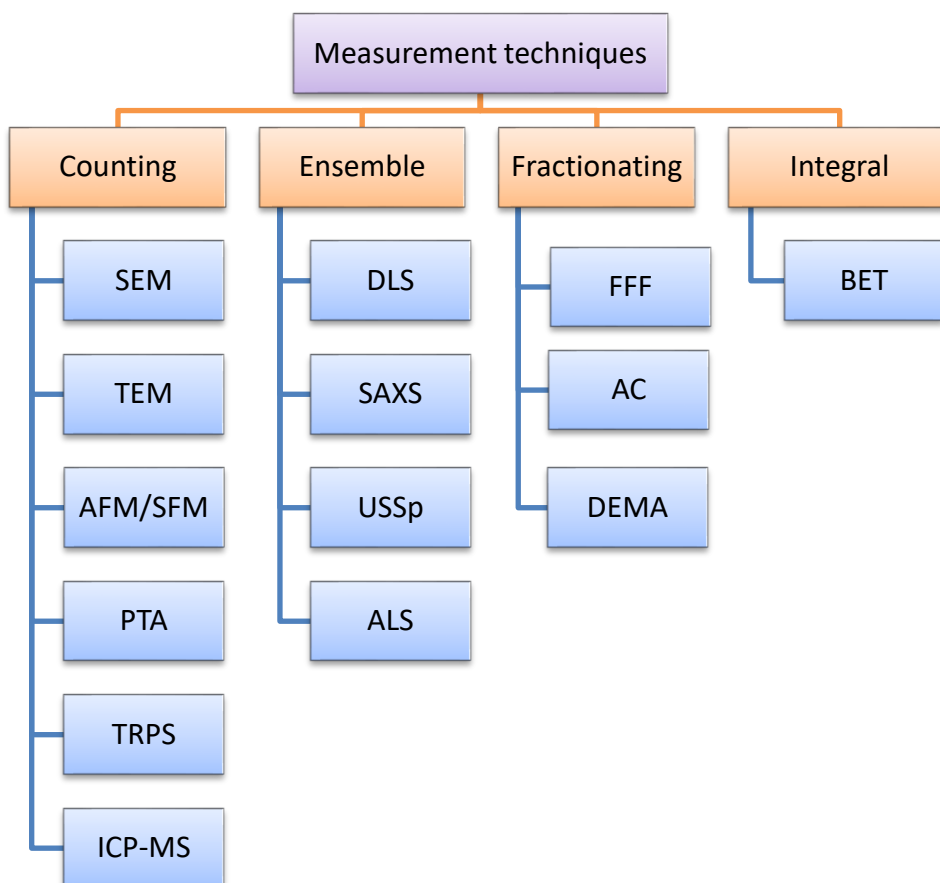 Measurement techniques
Counting
Ensemble
Fractionating
Integral
SEM
TEM
AFM/SFM
PTA
TRPS
ICP-MS
DLS
SAXS
USSp
ALS
FFF
AC
DEMA
BET